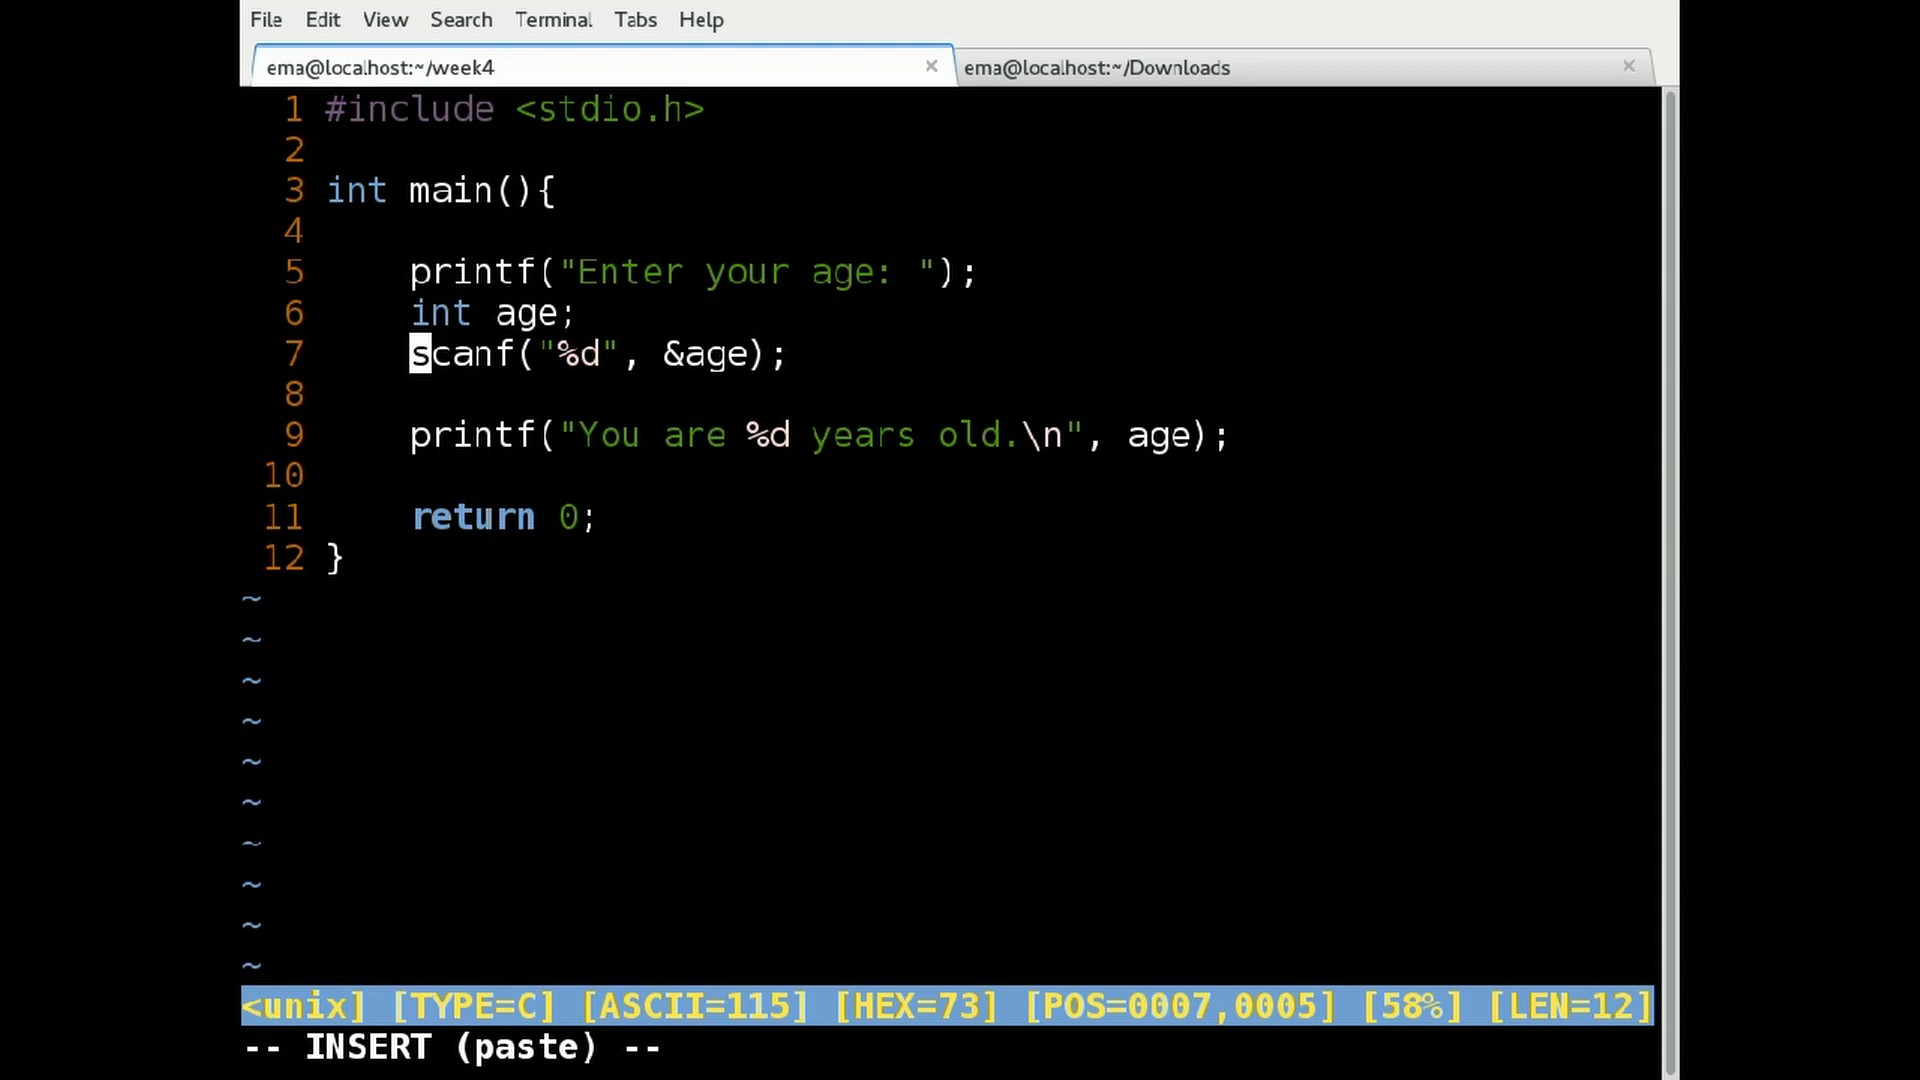 File Edit View Search Terminal Tabs Help
ema@localhost:~/week4 × ema@localhost:~/Downloads ×
1 #include <stdio.h>
2
3 int main(){
4
5     printf("Enter your age: ");
6     int age;
7     scanf("%d", &age);
8
9     printf("You are %d years old.\n", age);
10
11     return 0;
12 }
~
~
~
~
~
~
~
~
~
~
<unix] [TYPE=C] [ASCII=115] [HEX=73] [POS=0007,0005] [58%] [LEN=12]
-- INSERT (paste) --